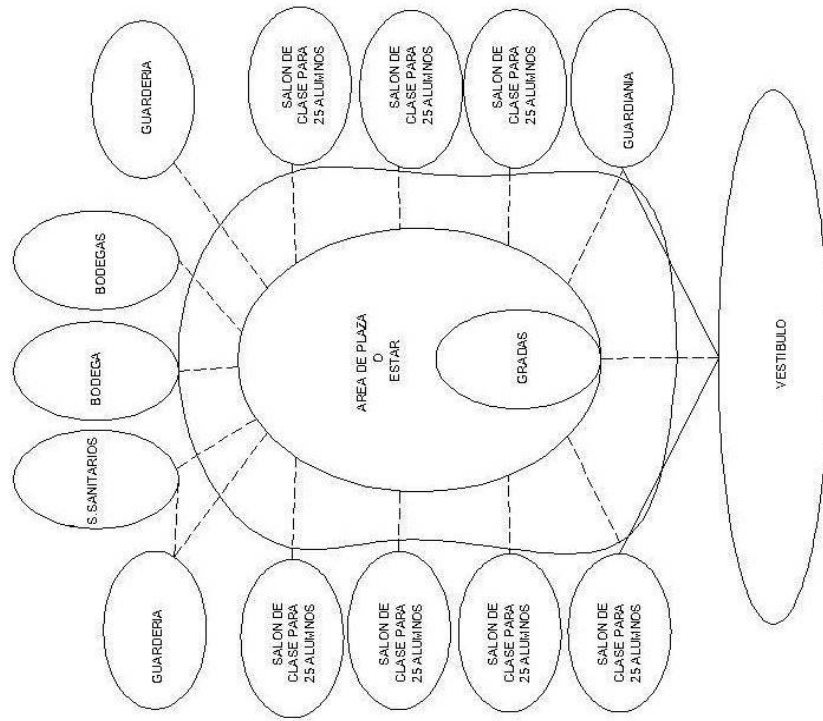 GUARDERIA
SALON DE
CLASE PARA
25 ALUMNOS
SALON DE
CLASE PARA
25 ALUMNOS
SALON DE
CLASE PARA
25 ALUMNOS
GUARDIANIA
BODEGAS
BODEGA
S.SANITARIOS
AREA DE PLAZA
O
ESTAR
GRADAS
VESTIBULO
GUARDERIA
SALON DE
CLASE PARA
25 ALUMNOS
SALON DE
CLASE PARA
25 ALUMNOS
SALON DE
CLASE PARA
25 ALUMNOS
SALON DE
CLASE PARA
25 ALUMNOS